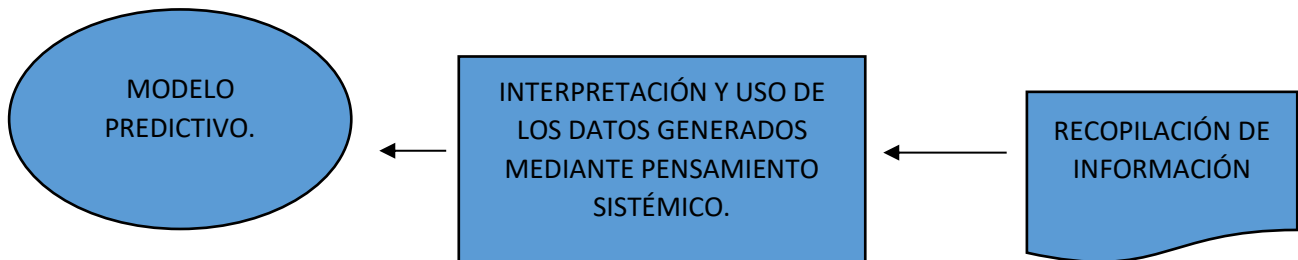 MODELO
PREDICTIVO.
INTERPRETACIÓN Y USO DE
LOS DATOS GENERADOS
MEDIANTE PENSAMIENTO
SISTÉMICO.
RECOPILACIÓN DE
INFORMACIÓN